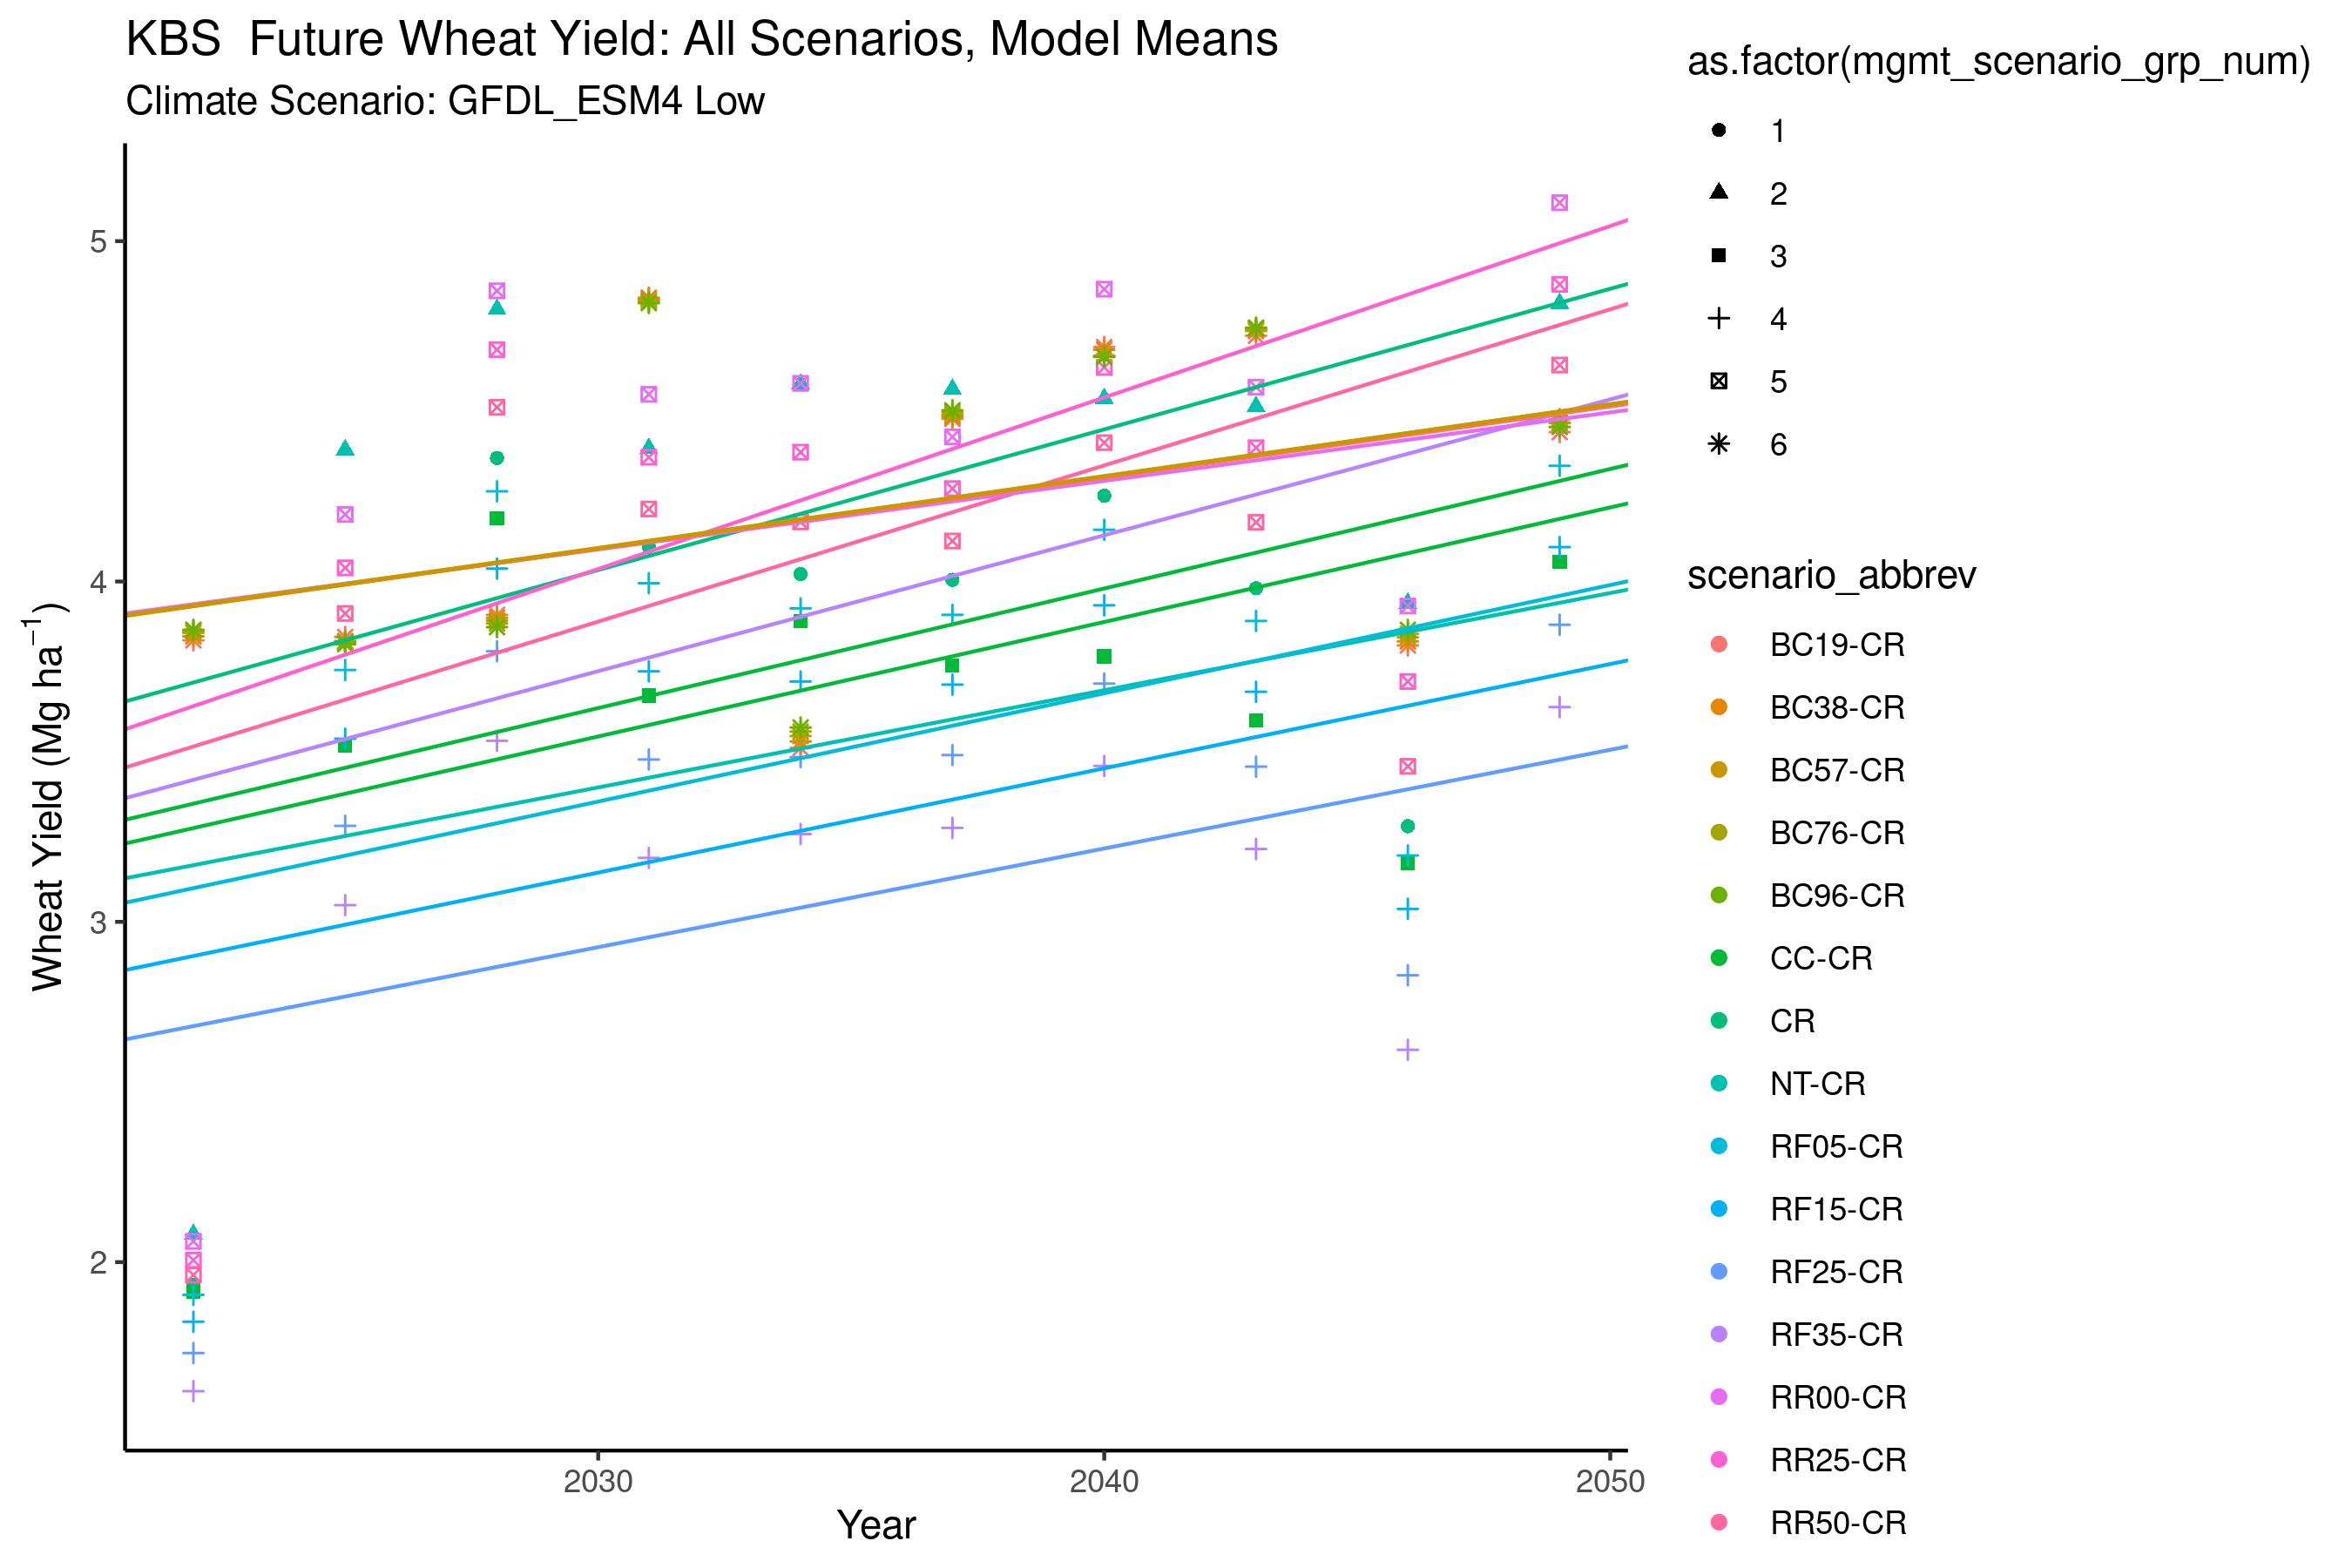 KBS  Future Wheat Yield: All Scenarios, Model Means
Climate Scenario: GFDL_ESM4 Low
Wheat Yield (Mg ha⁻¹)
5
4
3
2
2030
2040
2050
Year
as.factor(mgmt_scenario_grp_num)
1
2
3
4
5
6
scenario_abbrev
BC19-CR
BC38-CR
BC57-CR
BC76-CR
BC96-CR
CC-CR
CR
NT-CR
RF05-CR
RF15-CR
RF25-CR
RF35-CR
RR00-CR
RR25-CR
RR50-CR